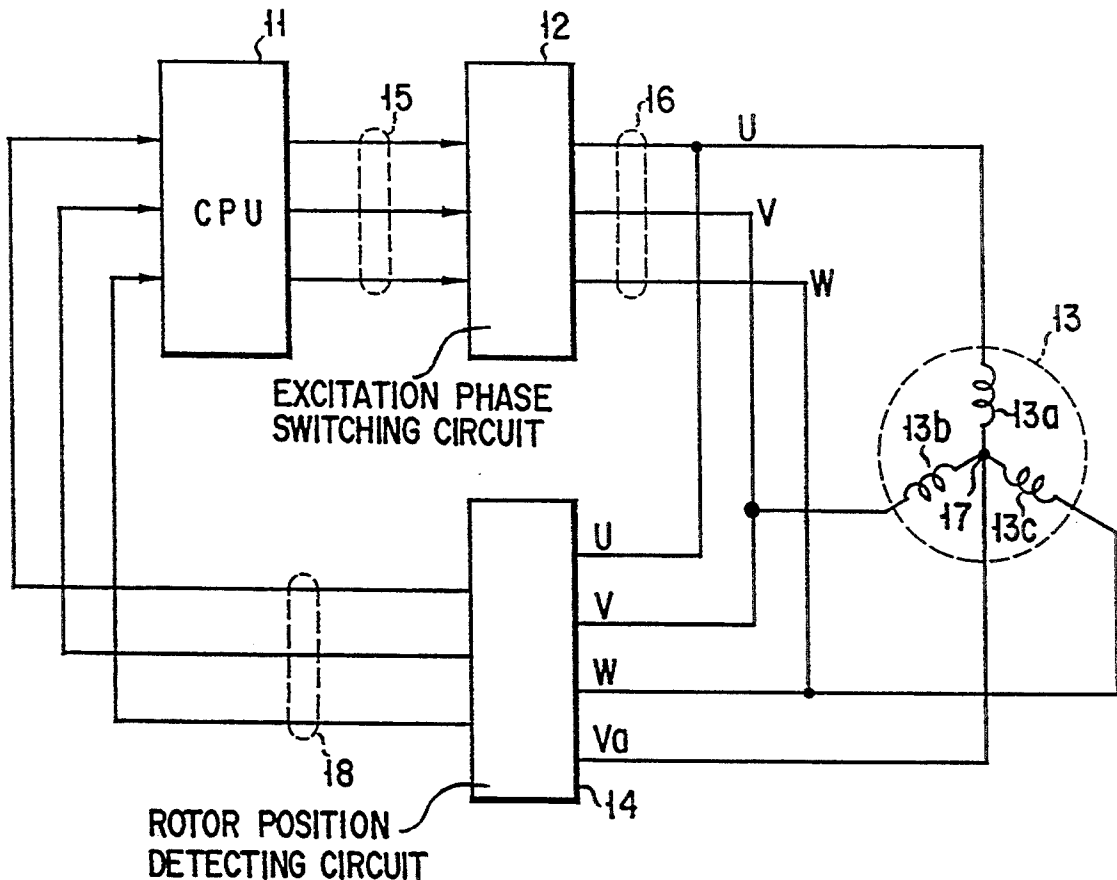 11
12
15
16
U
CPU
V
W
13
EXCITATION PHASE
SWITCHING CIRCUIT
13a
13b
17
13c
U
V
W
Va
18
14
ROTOR POSITION
DETECTING CIRCUIT